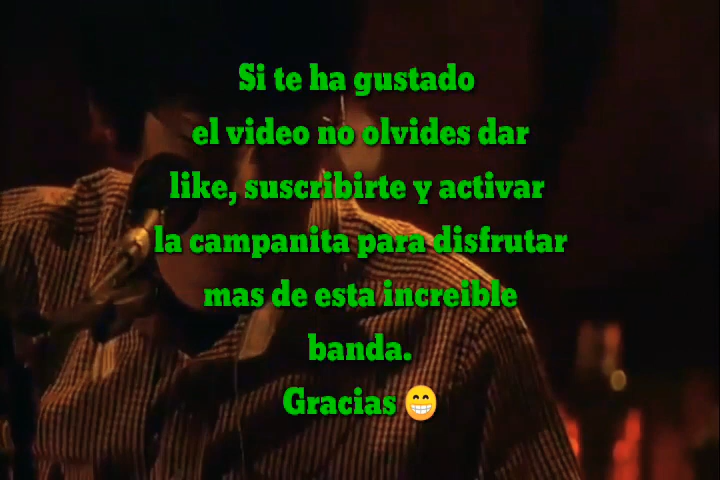 Si te ha gustado
el video no olvides dar
like, suscribirte y activar
la campanita para disfrutar
mas de esta increible
banda.
Gracias 😁